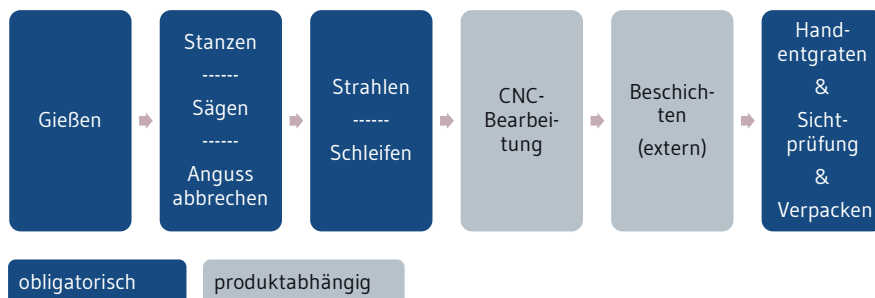 Gießen
Stanzen
------
Sägen
------
Anguss
abbrechen
Strahlen
------
Schleifen
CNC-
Bearbei-
tung
Beschich-
ten
(extern)
Hand-
entgraten
&
Sicht-
prüfung
&
Verpacken
obligatorisch
produktabhängig